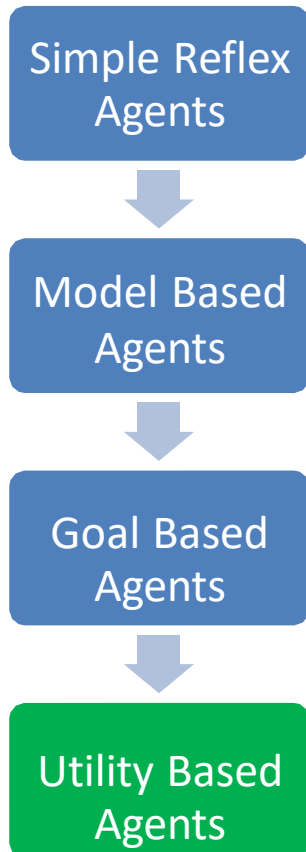 Simple Reflex
Agents
Model Based
Agents
Goal Based
Agents
Utility Based
Agents